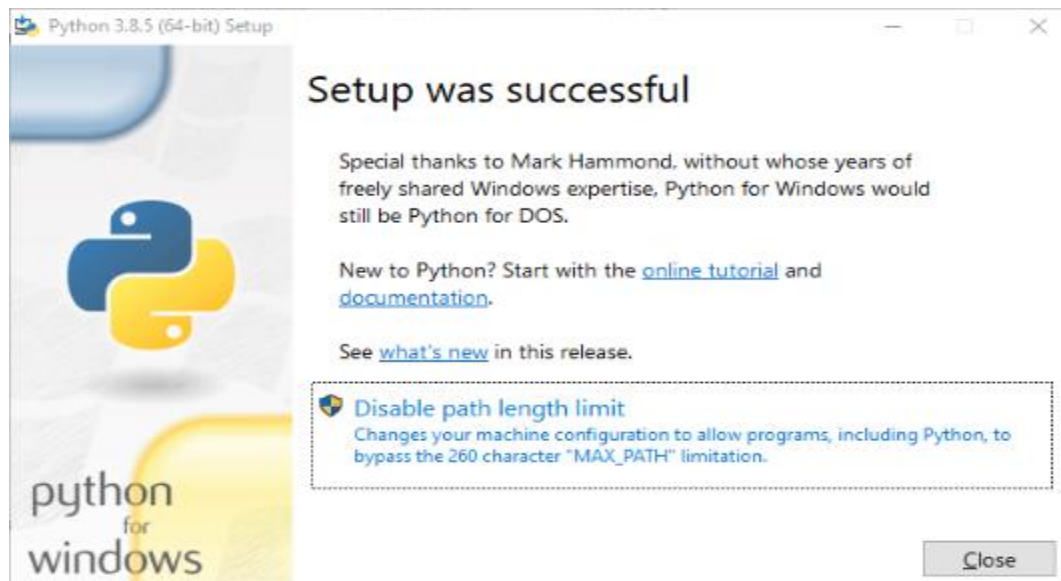 Python 3.8.5 (64-bit) Setup
Setup was successful
Special thanks to Mark Hammond, without whose years of
freely shared Windows expertise, Python for Windows would
still be Python for DOS.
New to Python? Start with the online tutorial and
documentation.
See what's new in this release.
Disable path length limit
Changes your machine configuration to allow programs, including Python, to
bypass the 260 character "MAX_PATH" limitation.
python
for
windows
Close